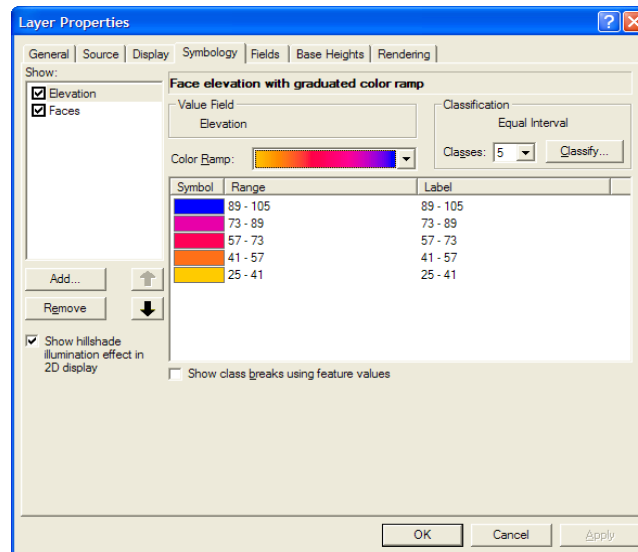 Layer Properties
General Source Display Symbology Fields Base Heights Rendering
Show:
Elevation
Faces
Add...
Remove
Show hillshade
illumination effect in
2D display
Face elevation with graduated color ramp
Value Field
Elevation
Classification
Equal Interval
Color Ramp:
Classes: 5 Classify...
Symbol Range Label
89 - 105 89 - 105
73 - 89 73 - 89
57 - 73 57 - 73
41 - 57 41 - 57
25 - 41 25 - 41
Show class breaks using feature values
OK Cancel Apply